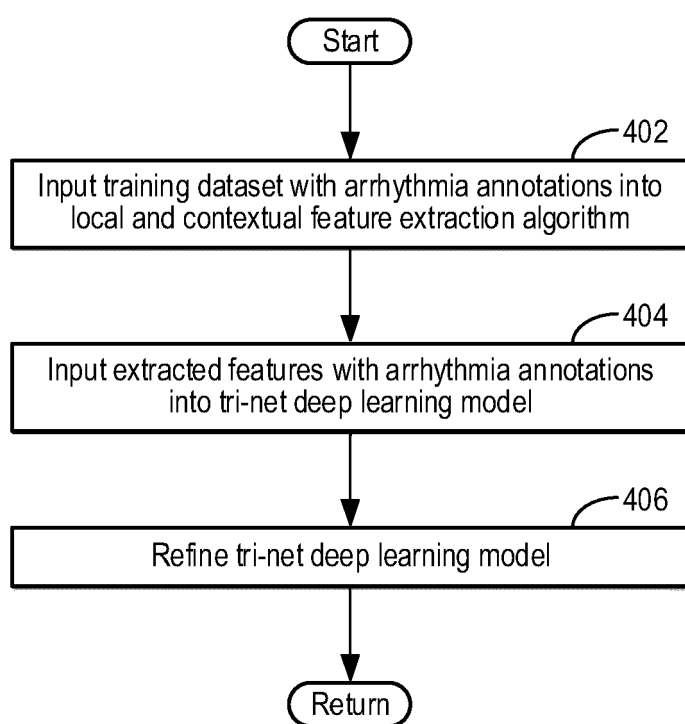 Start
402
Input training dataset with arrhythmia annotations into
local and contextual feature extraction algorithm
404
Input extracted features with arrhythmia annotations
into tri-net deep learning model
406
Refine tri-net deep learning model
Return